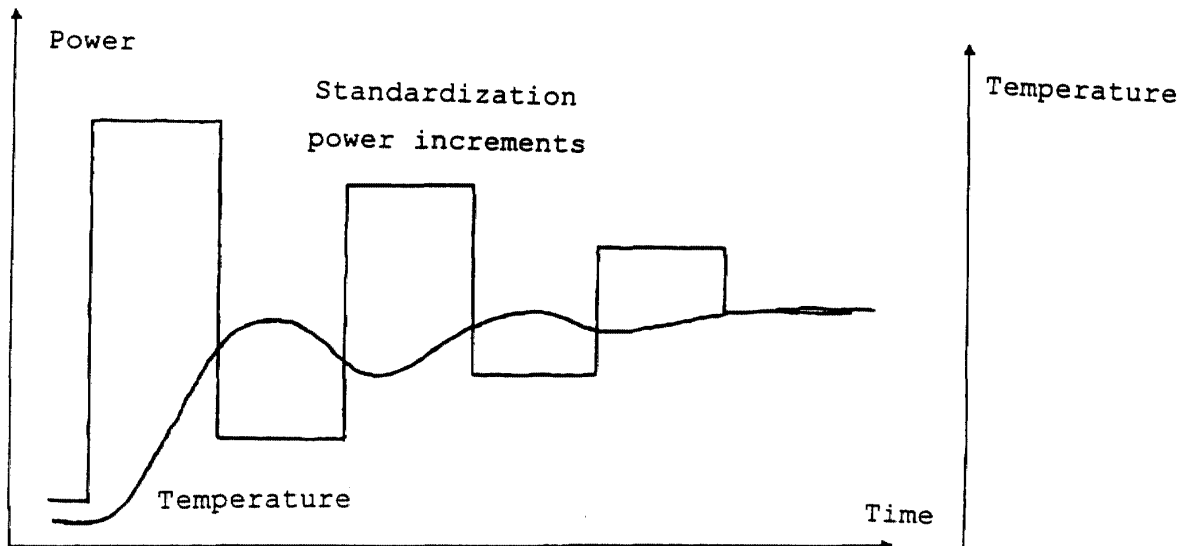 Power
Standardization
power increments
Temperature
Temperature
Time